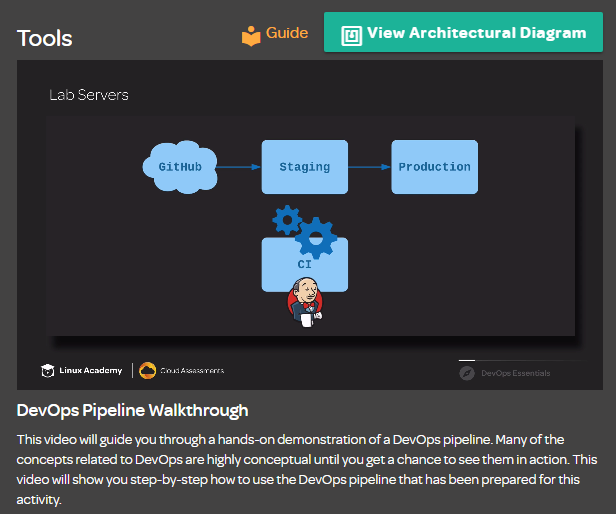 Tools
Guide
View Architectural Diagram
Lab Servers
GitHub
Staging
Production
CI
Linux Academy
Cloud Assessments
DevOps Essentials
DevOps Pipeline Walkthrough
This video will guide you through a hands-on demonstration of a DevOps pipeline. Many of the
concepts related to DevOps are highly conceptual until you get a chance to see them in action. This
video will show you step-by-step how to use the DevOps pipeline that has been prepared for this
activity.